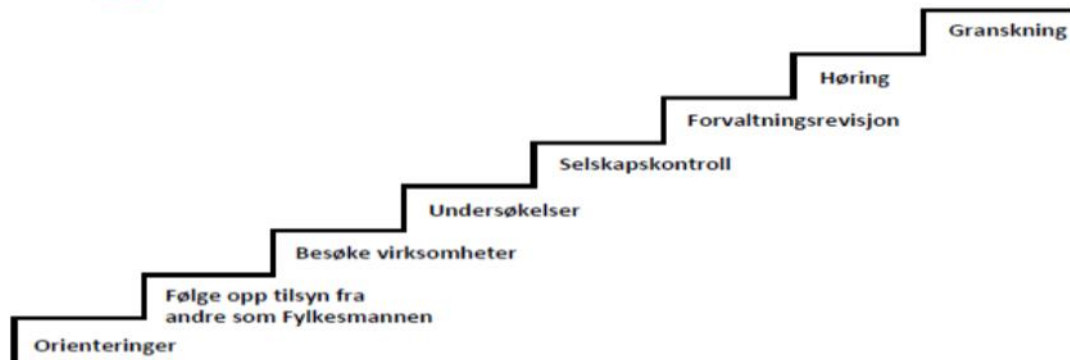 Granskning
Høring
Forvaltningsrevisjon
Selskapskontroll
Undersøkelser
Besøke virksomheter
Følge opp tilsyn fra
andre som Fylkesmannen
Orienteringer